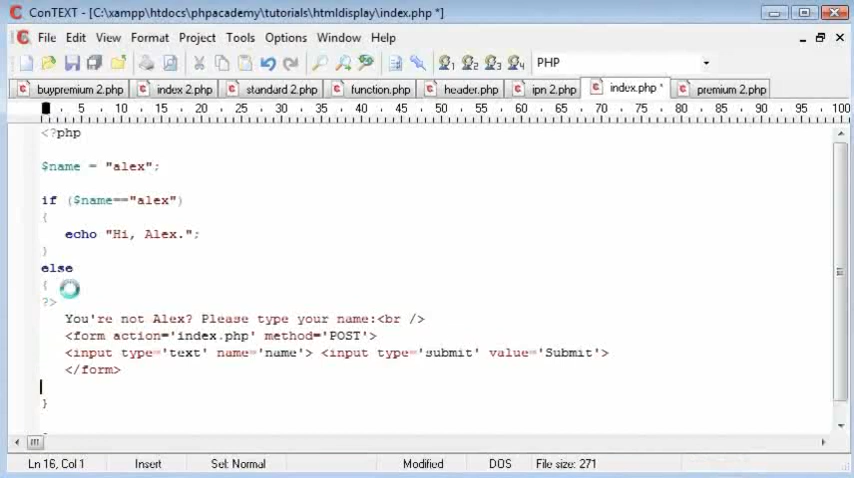 ConTEXT - [C:\xampp\htdocs\phpacademy\tutorials\htmldisplay\index.php *]
File Edit View Format Project Tools Options Window Help
1 2 3 4 PHP
buypremium 2.php index 2.php standard 2.php function.php header.php ipn 2.php index.php * premium 2.php
5 10 15 20 25 30 35 40 45 50 55 60 65 70 75 80 85 90 95 100
<?php
$name = "alex";
if ($name=="alex")
{
echo "Hi, Alex.";
}
else
{
?>
You're not Alex? Please type your name:<br />
<form action='index.php' method='POST'>
<input type='text' name='name'> <input type='submit' value='Submit'>
</form>
}
Ln 16, Col 1 Insert Sel: Normal Modified DOS File size: 271